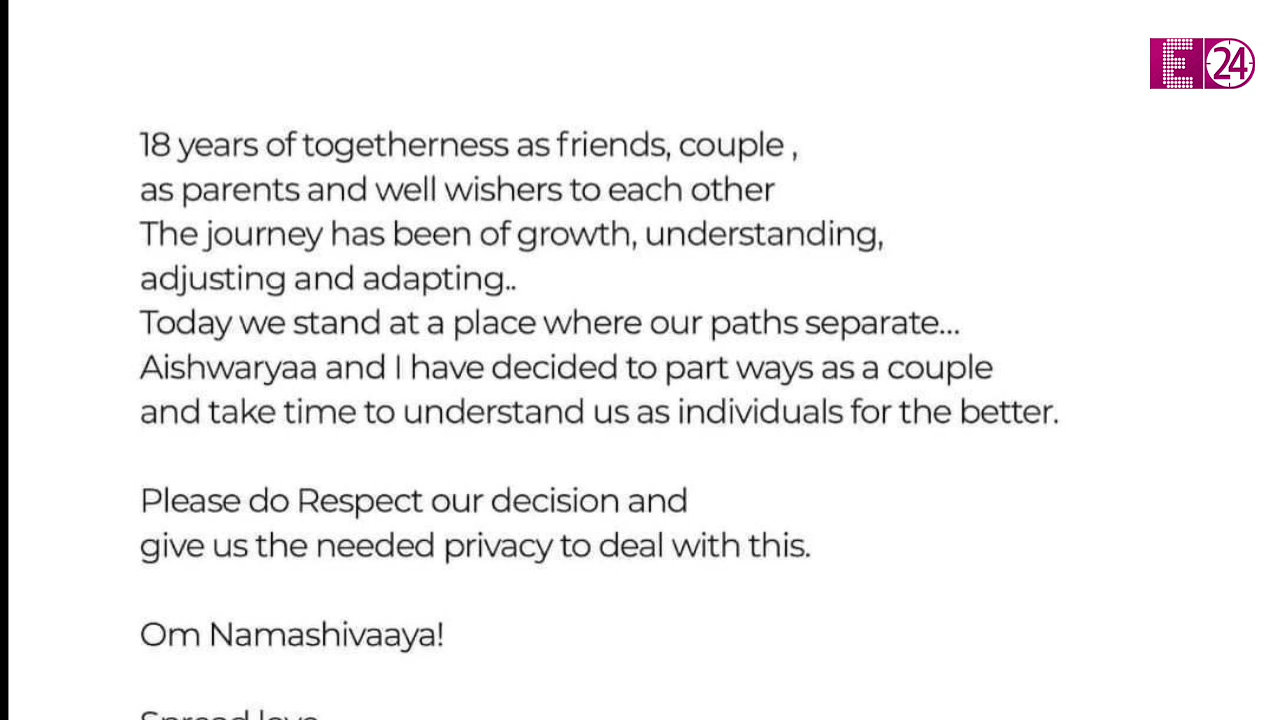 E 24
18 years of togetherness as friends, couple ,
as parents and well wishers to each other
The journey has been of growth, understanding,
adjusting and adapting..
Today we stand at a place where our paths separate...
Aishwaryaa and I have decided to part ways as a couple
and take time to understand us as individuals for the better.
Please do Respect our decision and
give us the needed privacy to deal with this.
Om Namashivaaya!
Spread love